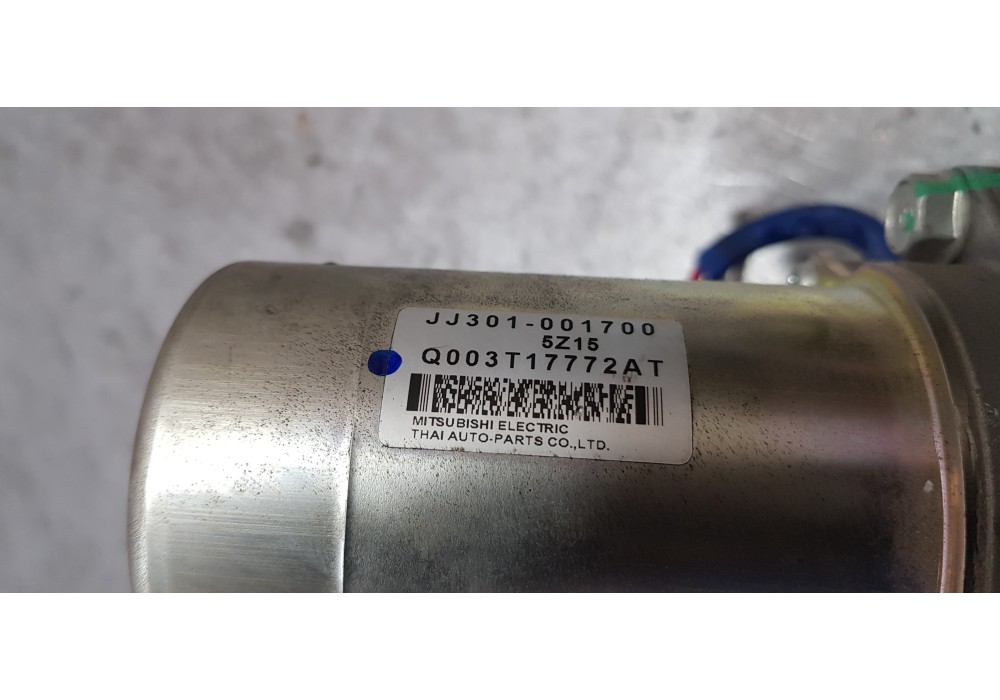 JJ301-001700
5Z15
Q003T17772AT
MITSUBISHI ELECTRIC
THAI AUTO-PARTS CO.,LTD.